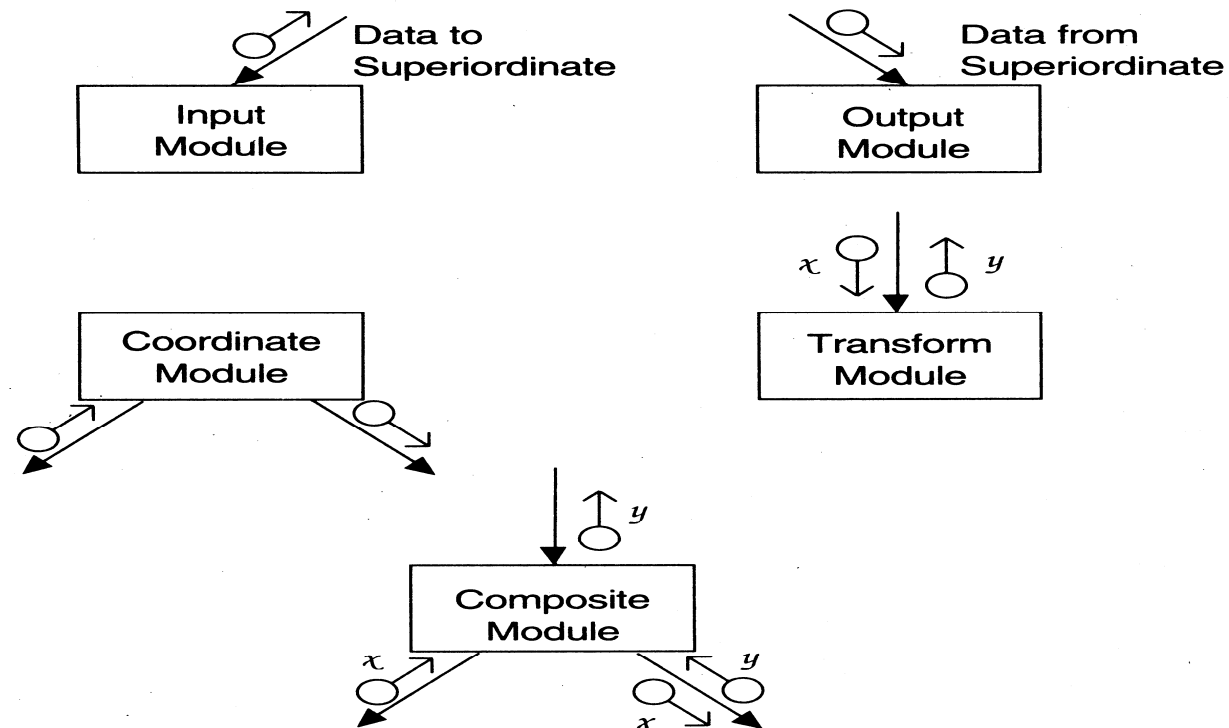 Data to
Superiordinate
Data from
Superiordinate
Input
Module
Output
Module
x
y
Coordinate
Module
Transform
Module
y
Composite
Module
x
y
x